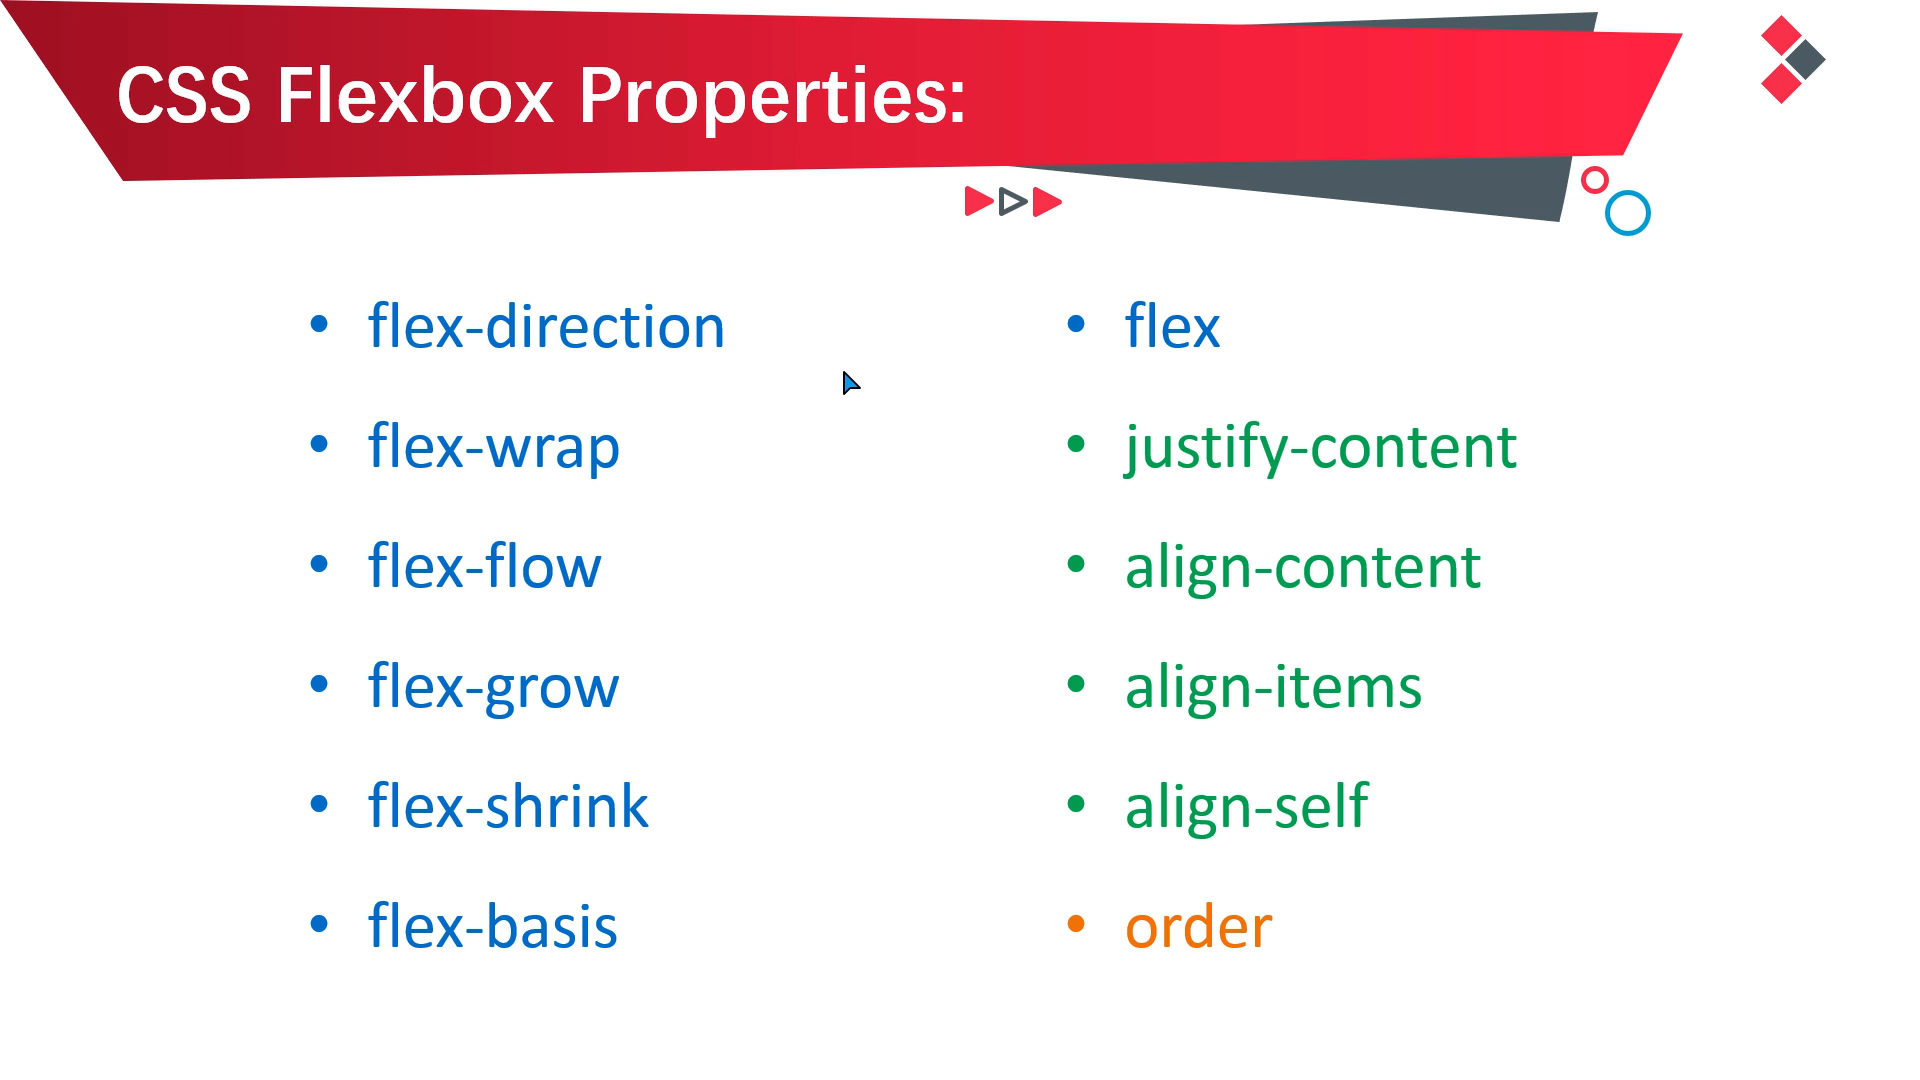 CSS Flexbox Properties:
• flex-direction
• flex-wrap
• flex-flow
• flex-grow
• flex-shrink
• flex-basis
• flex
• justify-content
• align-content
• align-items
• align-self
• order